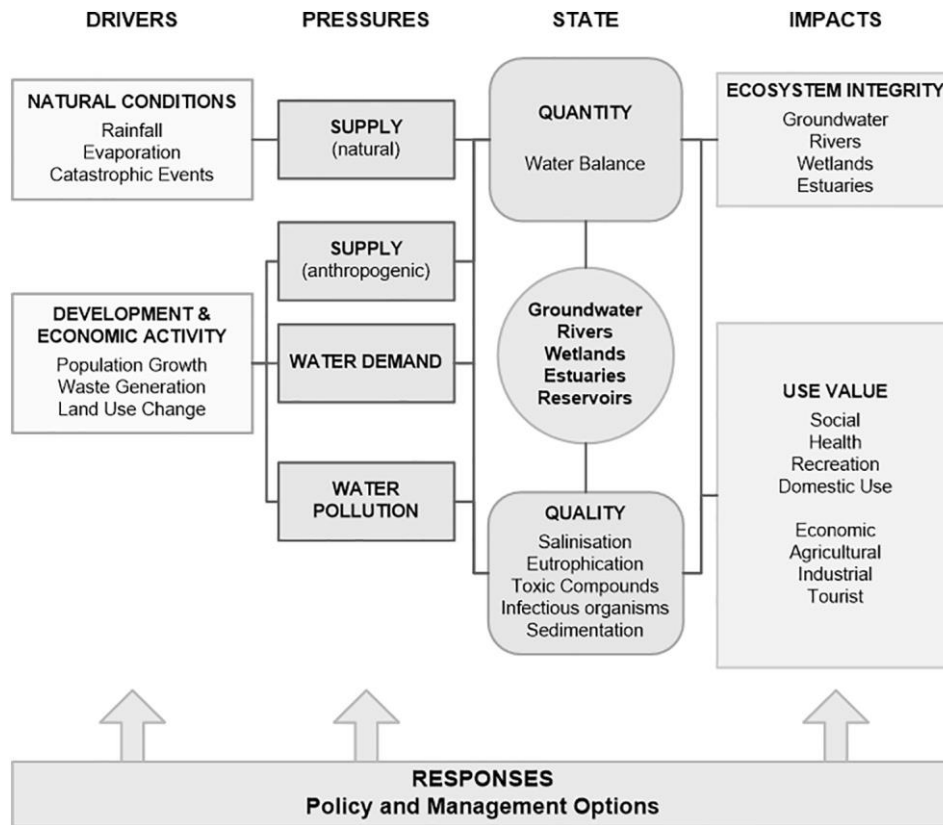 DRIVERS
PRESSURES
STATE
IMPACTS
NATURAL CONDITIONS
Rainfall
Evaporation
Catastrophic Events
DEVELOPMENT &
ECONOMIC ACTIVITY
Population Growth
Waste Generation
Land Use Change
SUPPLY
(natural)
SUPPLY
(anthropogenic)
WATER DEMAND
WATER
POLLUTION
QUANTITY
Water Balance
Groundwater
Rivers
Wetlands
Estuaries
Reservoirs
QUALITY
Salinisation
Eutrophication
Toxic Compounds
Infectious organisms
Sedimentation
ECOSYSTEM INTEGRITY
Groundwater
Rivers
Wetlands
Estuaries
USE VALUE
Social
Health
Recreation
Domestic Use
Economic
Agricultural
Industrial
Tourist
RESPONSES
Policy and Management Options